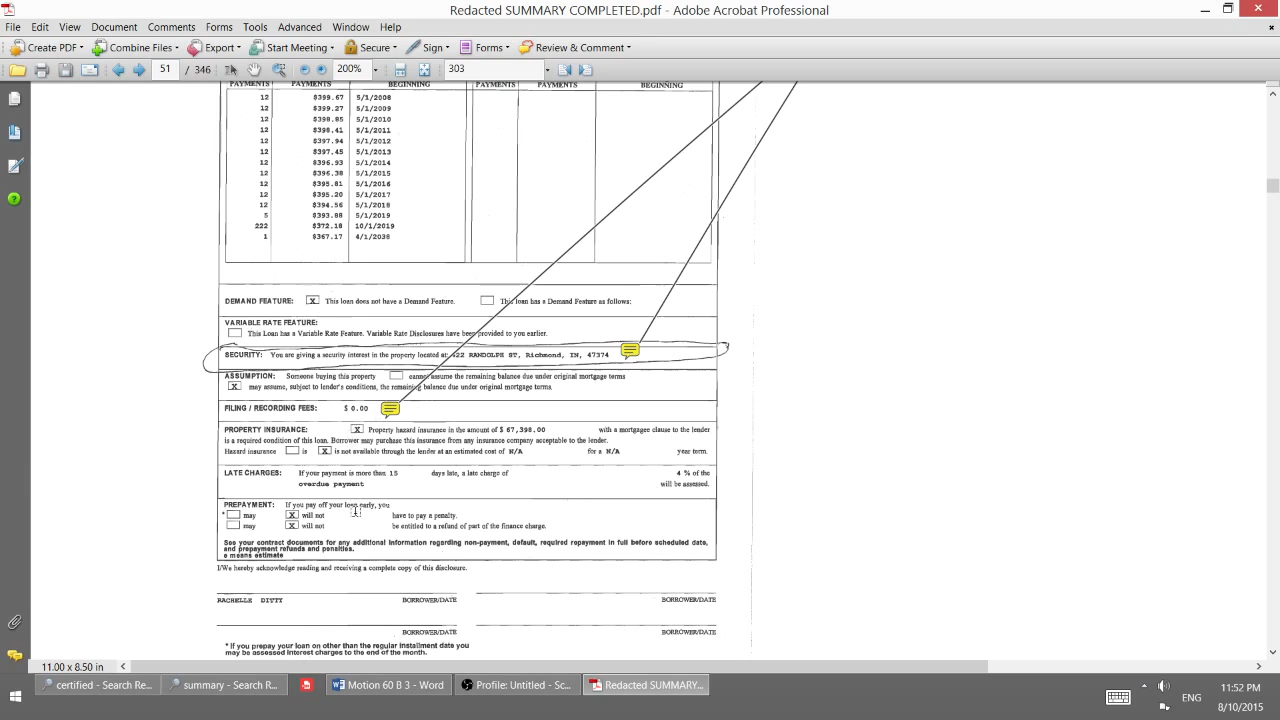 Redacted SUMMARY COMPLETED.pdf - Adobe Acrobat Professional
File Edit View Document Comments Forms Tools Advanced Window Help
Create PDF Combine Files Start Meeting Secure Sign Forms Review & Comment
51 / 346 200% 303
PAYMENTS PAYMENTS BEGINNING PAYMENTS PAYMENTS BEGINNING
12 $399.67 5/1/2008
12 $399.27 5/1/2009
12 $398.85 5/1/2010
12 $398.41 5/1/2011
12 $397.94 5/1/2012
12 $397.45 5/1/2013
12 $396.93 5/1/2014
12 $396.38 5/1/2015
12 $395.81 5/1/2016
12 $395.20 5/1/2017
12 $394.56 5/1/2018
5 $393.88 5/1/2019
222 $372.18 10/1/2019
1 $367.17 4/1/2038
DEMAND FEATURE: X This loan does not have a Demand Feature. This loan has a Demand Feature as follows:
VARIABLE RATE FEATURE:
This Loan has a Variable Rate Feature. Variable Rate Disclosures have been provided to you earlier.
SECURITY: You are giving a security interest in the property located at: 422 RANDOLPH ST, Richmond, IN, 47374
ASSUMPTION: Someone buying this property cannot assume the remaining balance due under original mortgage terms
X may assume, subject to lender's conditions, the remaining balance due under original mortgage terms.
FILING / RECORDING FEES: $ 0.00
PROPERTY INSURANCE: X Property hazard insurance in the amount of $ 67,398.00 with a mortgagee clause to the lender
is a required condition of this loan. Borrower may purchase this insurance from any insurance company acceptable to the lender.
Hazard insurance is X is not available through the lender at an estimated cost of N/A for a N/A year term.
LATE CHARGES: If your payment is more than 15 days late, a late charge of 4 % of the
overdue payment will be assessed.
PREPAYMENT: If you pay off your loan early, you
* may X will not have to pay a penalty.
may X will not be entitled to a refund of part of the finance charge.
See your contract documents for any additional information regarding non-payment, default, required repayment in full before scheduled date,
and prepayment refunds and penalties.
e means estimate
I/We hereby acknowledge reading and receiving a complete copy of this disclosure.
RACHELLE DITTY BORROWER/DATE BORROWER/DATE
BORROWER/DATE BORROWER/DATE
* If you prepay your loan on other than the regular installment date you
may be assessed interest charges to the end of the month.
11.00 x 8.50 in
certified - Search Re... summary - Search R... Motion 60 B 3 - Word Profile: Untitled - Sc... Redacted SUMMARY... ENG 11:52 PM
8/10/2015